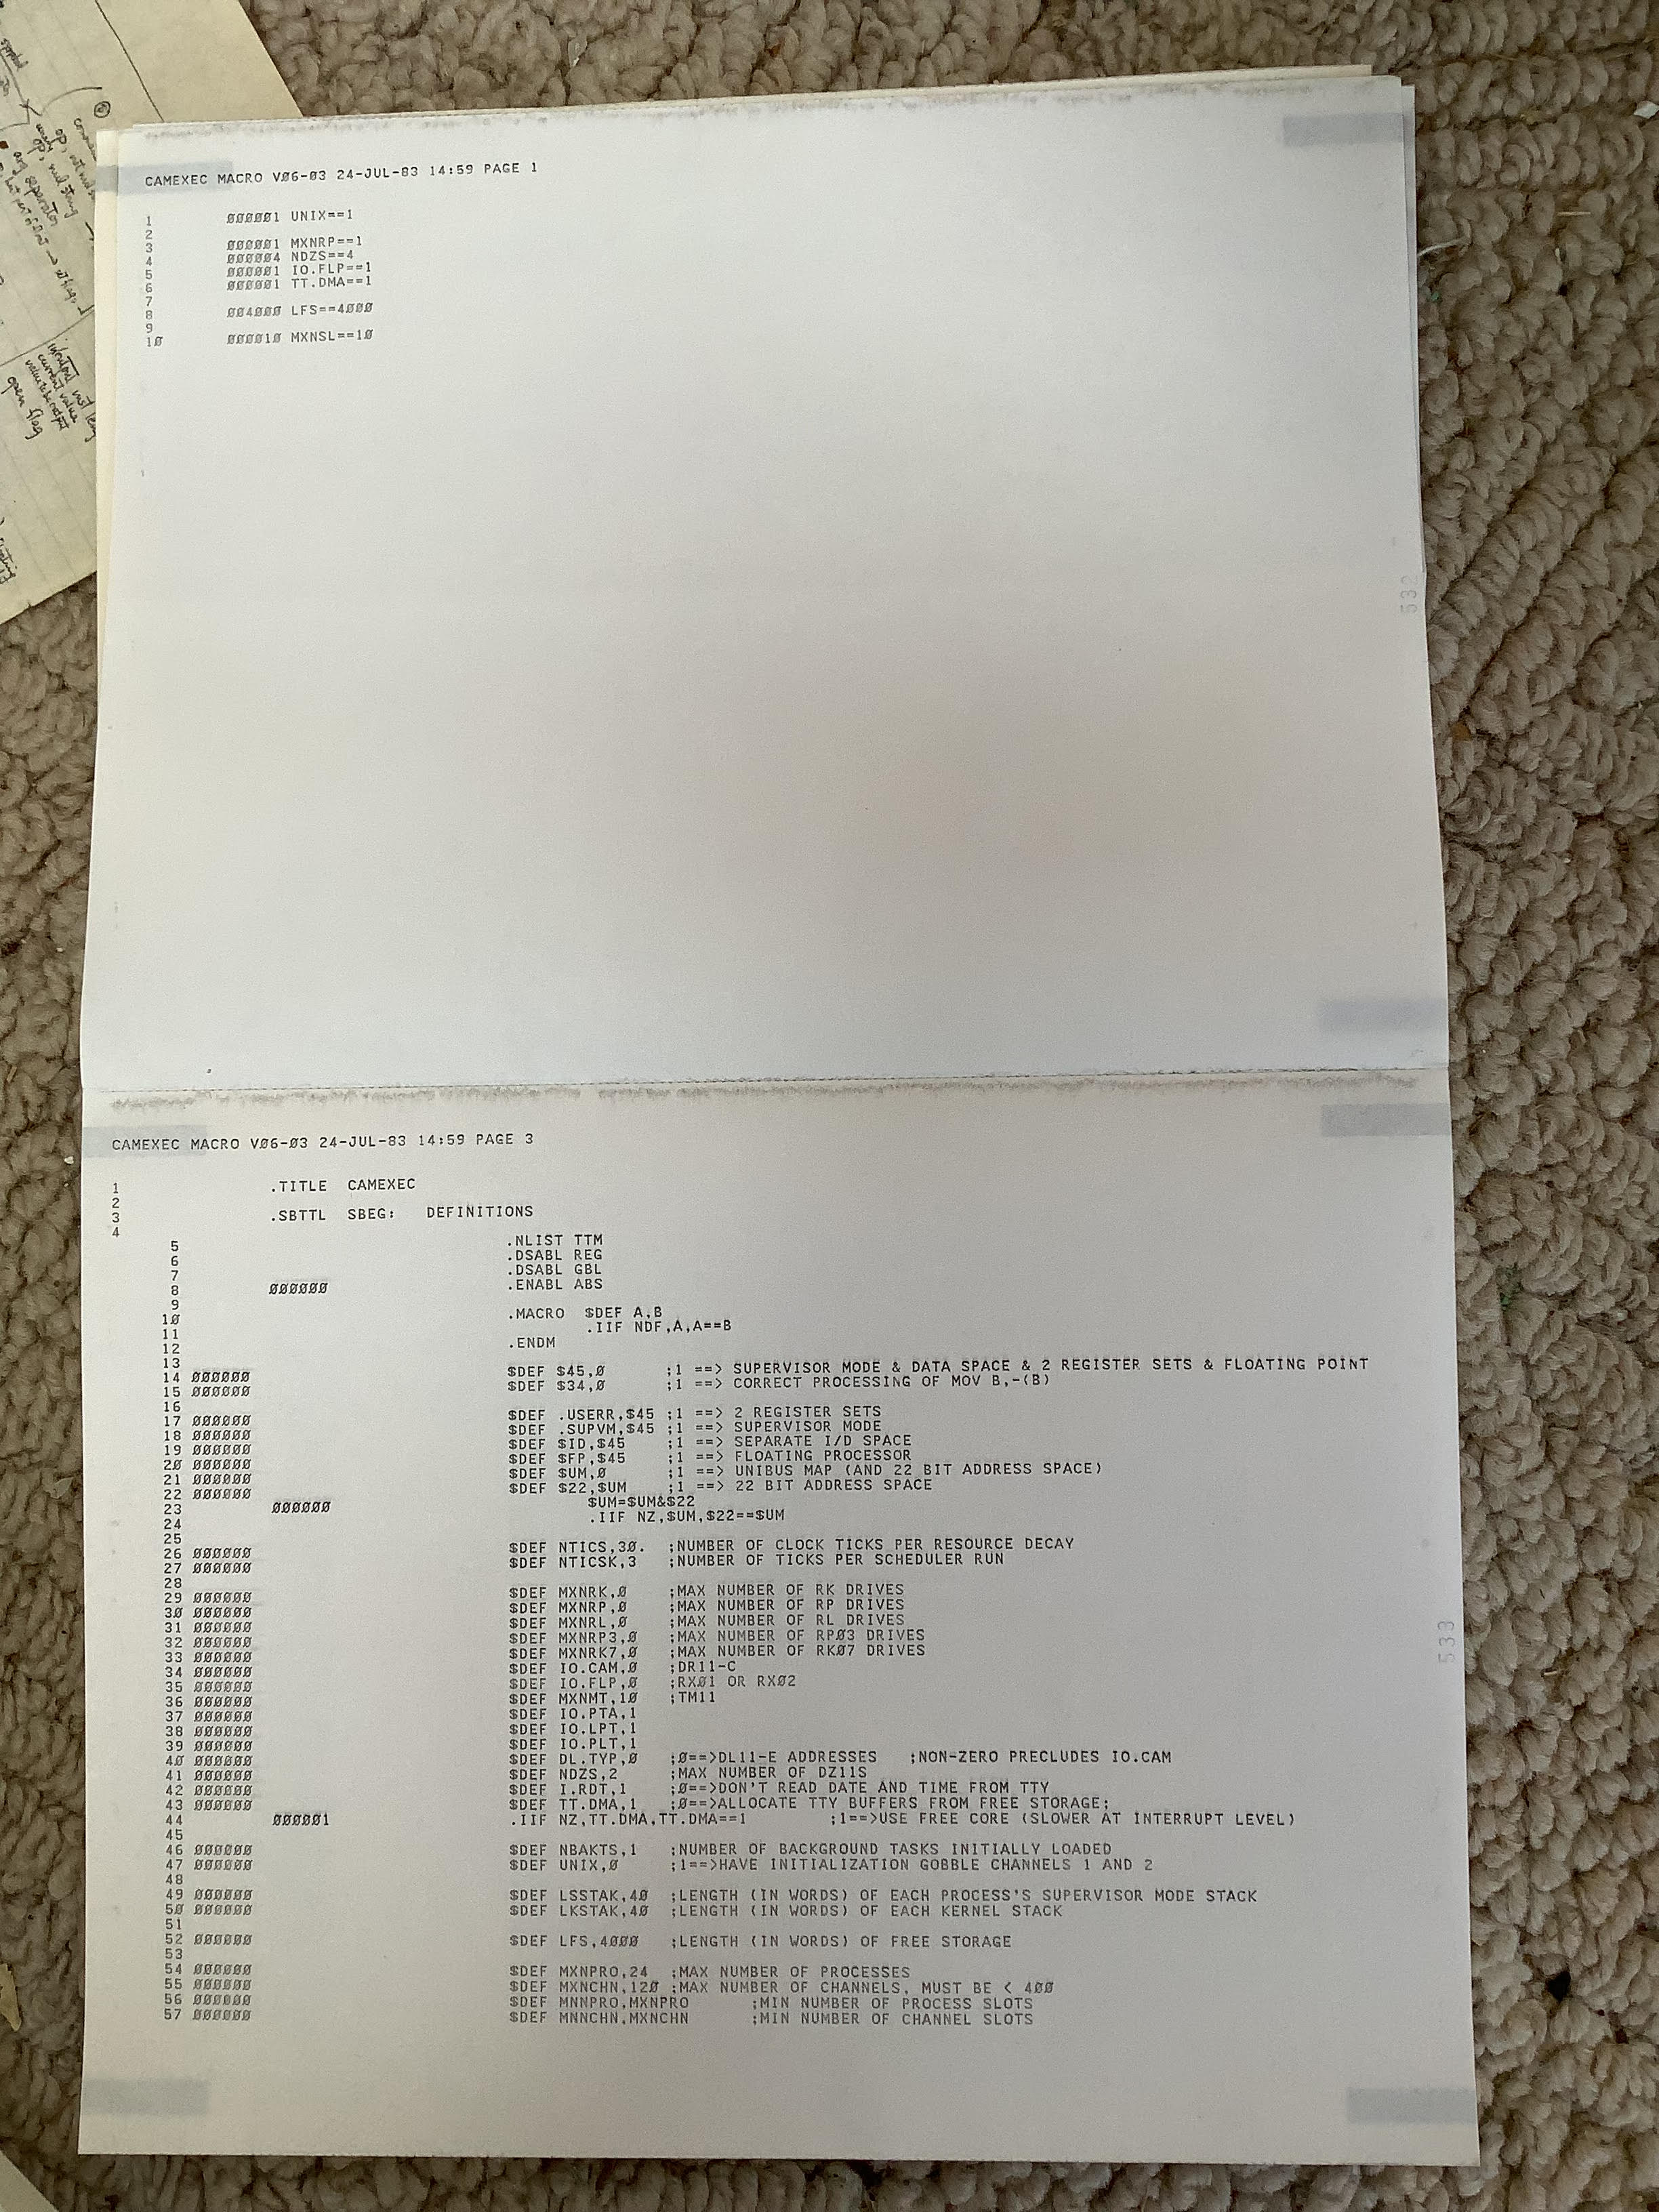 symbol
any separator
open flag
current value
CAMEXEC MACRO VØ6-Ø3 24-JUL-83 14:59 PAGE 1
1 ØØØØØ1 UNIX==1
2
3 ØØØØØ1 MXNRP==1
4 ØØØØØ4 NDZS==4
5 ØØØØØ1 IO.FLP==1
6 ØØØØØ1 TT.DMA==1
7
8 ØØ4ØØØ LFS==4ØØØ
9
1Ø ØØØØ1Ø MXNSL==1Ø
532
CAMEXEC MACRO VØ6-Ø3 24-JUL-83 14:59 PAGE 3
1 .TITLE CAMEXEC
2
3 .SBTTL SBEG: DEFINITIONS
4
5 .NLIST TTM
6 .DSABL REG
7 .DSABL GBL
8 ØØØØØØ .ENABL ABS
9
1Ø .MACRO $DEF A,B
11 .IIF NDF,A,A==B
12 .ENDM
13
14 ØØØØØØ $DEF $45,Ø ;1 ==> SUPERVISOR MODE & DATA SPACE & 2 REGISTER SETS & FLOATING POINT
15 ØØØØØØ $DEF $34,Ø ;1 ==> CORRECT PROCESSING OF MOV B,-(B)
16
17 ØØØØØØ $DEF .USERR,$45 ;1 ==> 2 REGISTER SETS
18 ØØØØØØ $DEF .SUPVM,$45 ;1 ==> SUPERVISOR MODE
19 ØØØØØØ $DEF $ID,$45 ;1 ==> SEPARATE I/D SPACE
2Ø ØØØØØØ $DEF $FP,$45 ;1 ==> FLOATING PROCESSOR
21 ØØØØØØ $DEF $UM,Ø ;1 ==> UNIBUS MAP (AND 22 BIT ADDRESS SPACE)
22 ØØØØØØ $DEF $22,$UM ;1 ==> 22 BIT ADDRESS SPACE
23 ØØØØØØ $UM=$UM&$22
24 .IIF NZ,$UM,$22==$UM
25
26 ØØØØØØ $DEF NTICS,3Ø. ;NUMBER OF CLOCK TICKS PER RESOURCE DECAY
27 ØØØØØØ $DEF NTICSK,3 ;NUMBER OF TICKS PER SCHEDULER RUN
28
29 ØØØØØØ $DEF MXNRK,Ø ;MAX NUMBER OF RK DRIVES
3Ø ØØØØØØ $DEF MXNRP,Ø ;MAX NUMBER OF RP DRIVES
31 ØØØØØØ $DEF MXNRL,Ø ;MAX NUMBER OF RL DRIVES
32 ØØØØØØ $DEF MXNRP3,Ø ;MAX NUMBER OF RPØ3 DRIVES
33 ØØØØØØ $DEF MXNRK7,Ø ;MAX NUMBER OF RKØ7 DRIVES
34 ØØØØØØ $DEF IO.CAM,Ø ;DR11-C
35 ØØØØØØ $DEF IO.FLP,Ø ;RXØ1 OR RXØ2
36 ØØØØØØ $DEF MXNMT,1Ø ;TM11
37 ØØØØØØ $DEF IO.PTA,1
38 ØØØØØØ $DEF IO.LPT,1
39 ØØØØØØ $DEF IO.PLT,1
4Ø ØØØØØØ $DEF DL.TYP,Ø ;Ø==>DL11-E ADDRESSES ;NON-ZERO PRECLUDES IO.CAM
41 ØØØØØØ $DEF NDZS,2 ;MAX NUMBER OF DZ11S
42 ØØØØØØ $DEF I.RDT,1 ;Ø==>DON'T READ DATE AND TIME FROM TTY
43 ØØØØØØ $DEF TT.DMA,1 ;Ø==>ALLOCATE TTY BUFFERS FROM FREE STORAGE;
44 ØØØØØ1 .IIF NZ,TT.DMA,TT.DMA==1 ;1==>USE FREE CORE (SLOWER AT INTERRUPT LEVEL)
45
46 ØØØØØØ $DEF NBAKTS,1 ;NUMBER OF BACKGROUND TASKS INITIALLY LOADED
47 ØØØØØØ $DEF UNIX,Ø ;1==>HAVE INITIALIZATION GOBBLE CHANNELS 1 AND 2
48
49 ØØØØØØ $DEF LSSTAK,4Ø ;LENGTH (IN WORDS) OF EACH PROCESS'S SUPERVISOR MODE STACK
5Ø ØØØØØØ $DEF LKSTAK,4Ø ;LENGTH (IN WORDS) OF EACH KERNEL STACK
51
52 ØØØØØØ $DEF LFS,4ØØØ ;LENGTH (IN WORDS) OF FREE STORAGE
53
54 ØØØØØØ $DEF MXNPRO,24 ;MAX NUMBER OF PROCESSES
55 ØØØØØØ $DEF MXNCHN,12Ø ;MAX NUMBER OF CHANNELS, MUST BE < 4ØØ
56 ØØØØØØ $DEF MNNPRO,MXNPRO ;MIN NUMBER OF PROCESS SLOTS
57 ØØØØØØ $DEF MNNCHN,MXNCHN ;MIN NUMBER OF CHANNEL SLOTS
533